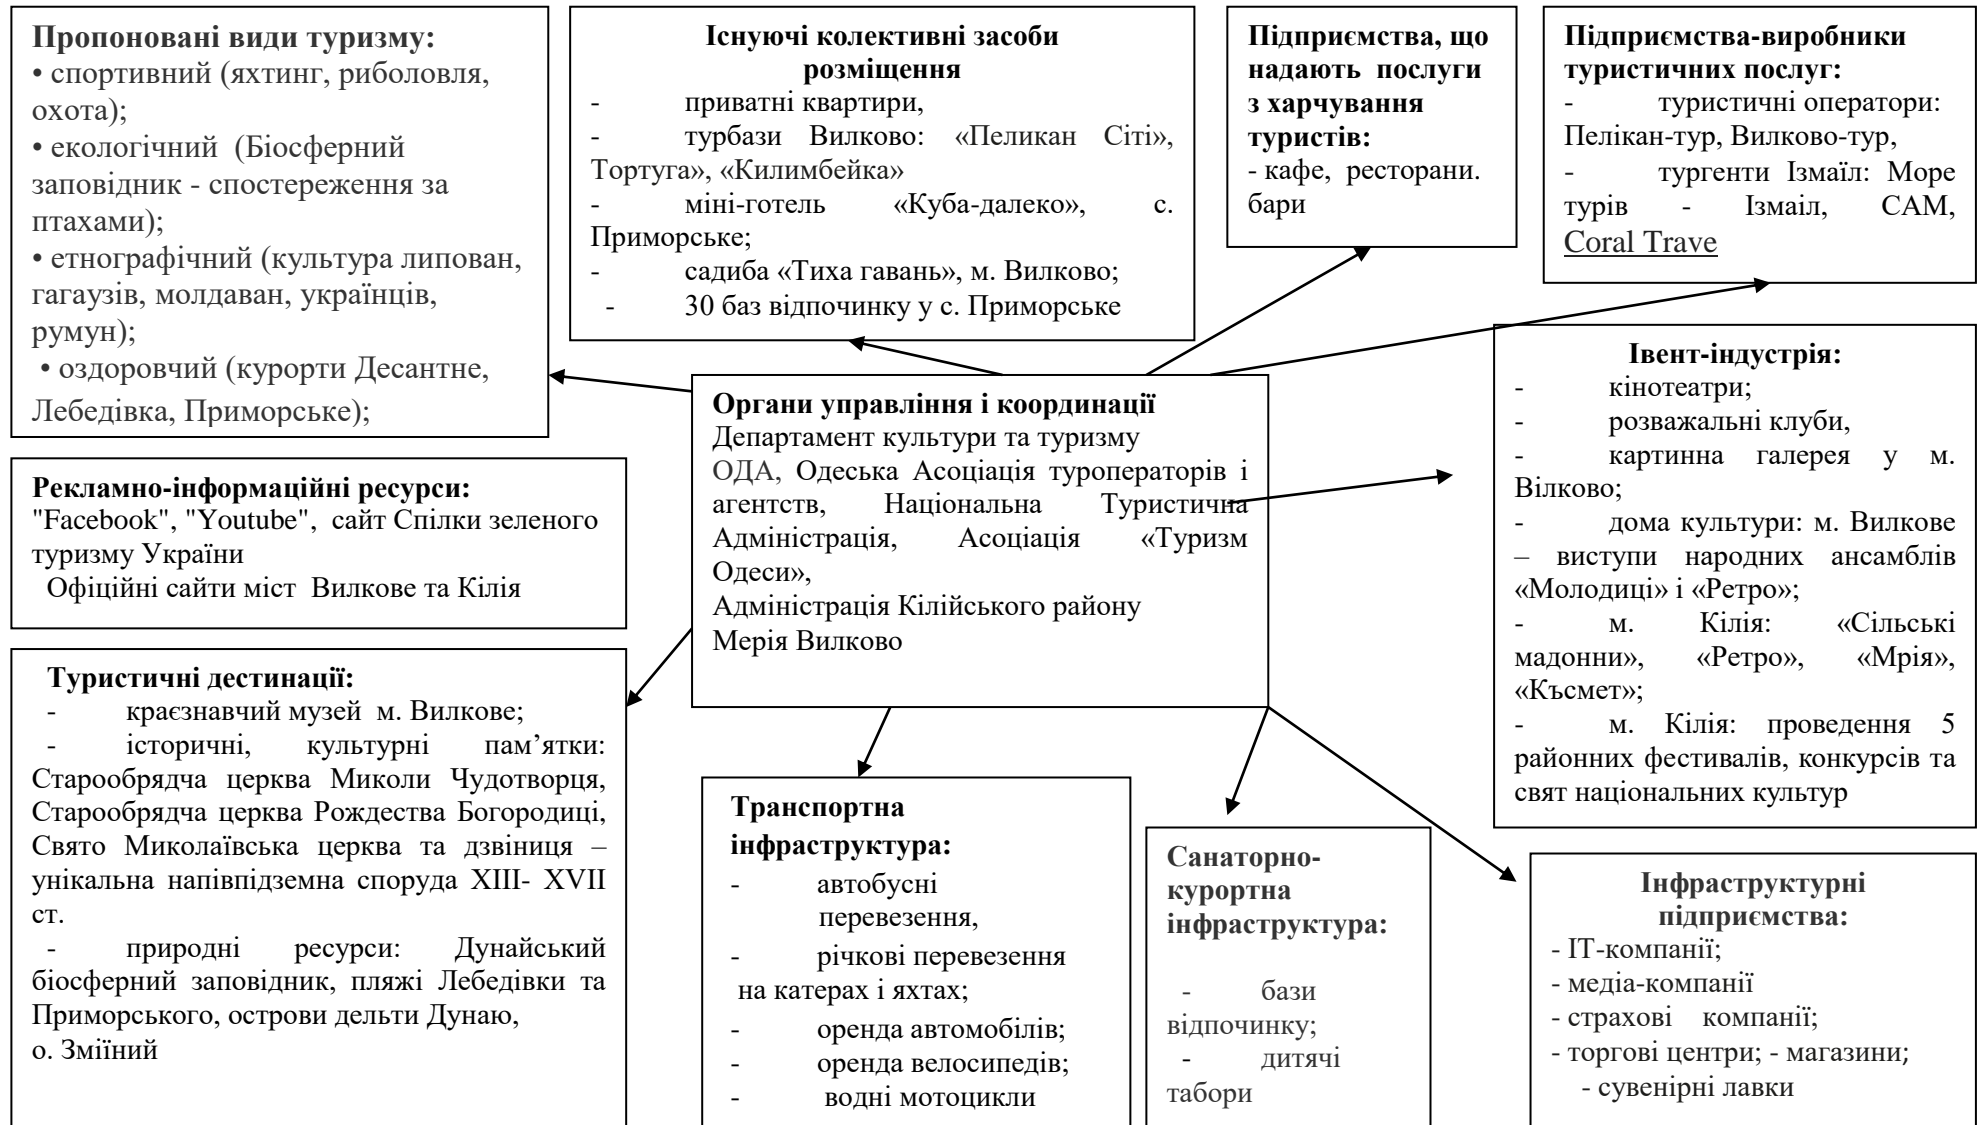 Пропоновані види туризму:
• спортивний (яхтинг, риболовля,
охота);
• екологічний (Біосферний
заповідник - спостереження за
птахами);
• етнографічний (культура липован,
гагаузів, молдаван, українців,
румун);
• оздоровчий (курорти Десантне,
Лебедівка, Приморське);
Існуючі колективні засоби
розміщення
- приватні квартири,
- турбази Вилково: «Пеликан Сіті»,
Тортуга», «Килимбейка»
- міні-готель «Куба-далеко», с.
Приморське;
- садиба «Тиха гавань», м. Вилково;
- 30 баз відпочинку у с. Приморське
Підприємства, що
надають послуги
з харчування
туристів:
- кафе, ресторани.
бари
Підприємства-виробники
туристичних послуг:
- туристичні оператори:
Пелікан-тур, Вилково-тур,
- тургенти Ізмаїл: Море
турів - Ізмаіл, САМ,
Coral Trave
Рекламно-інформаційні ресурси:
"Facebook", "Youtube", сайт Спілки зеленого
туризму України
Офіційні сайти міст Вилкове та Кілія
Органи управління і координації
Департамент культури та туризму
ОДА, Одеська Асоціація туроператорів і
агентств, Національна Туристична
Адміністрація, Асоціація «Туризм
Одеси»,
Адміністрація Кілійського району
Мерія Вилково
Івент-індустрія:
- кінотеатри;
- розважальні клуби,
- картинна галерея у м.
Вілково;
- дома культури: м. Вилкове
– виступи народних ансамблів
«Молодиці» і «Ретро»;
- м. Кілія: «Сільські
мадонни», «Ретро», «Мрія»,
«Късмет»;
- м. Кілія: проведення 5
районних фестивалів, конкурсів та
свят національних культур
Туристичні дестинації:
- краєзнавчий музей м. Вилкове;
- історичні, культурні пам’ятки:
Старообрядча церква Миколи Чудотворця,
Старообрядча церква Рождества Богородиці,
Свято Миколаївська церква та дзвіниця –
унікальна напівпідземна споруда XIII- XVII
ст.
- природні ресурси: Дунайський
біосферний заповідник, пляжі Лебедівки та
Приморського, острови дельти Дунаю,
о. Зміїний
Транспортна
інфраструктура:
- автобусні
перевезення,
- річкові перевезення
на катерах і яхтах;
- оренда автомобілів;
- оренда велосипедів;
- водні мотоцикли
Санаторно-
курортна
інфраструктура:
- бази
відпочинку;
- дитячі
табори
Інфраструктурні
підприємства:
- ІТ-компанії;
- медіа-компанії
- страхові компанії;
- торгові центри; - магазини;
- сувенірні лавки